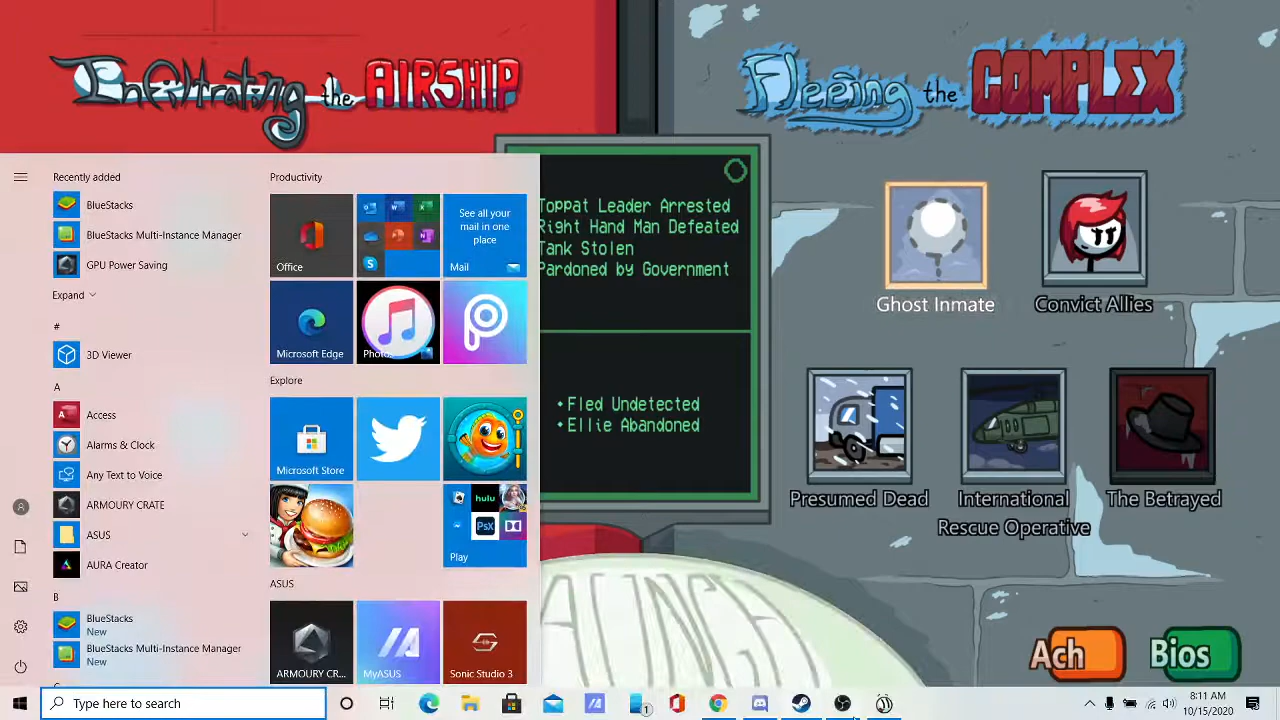 Infiltrating the AIRSHIP
Fleeing the COMPLEX
Recently added
BlueStacks
BlueStacks Multi-Instance Manager
GPU Power Saving
Expand
#
3D Viewer
A
Access
Alarms & Clock
Any Text to Voice
ARMOURY CRATE
ASUS
AURA Creator
B
BlueStacks
New
BlueStacks Multi-Instance Manager
New
Productivity
Office
See all your
mail in one
place
Mail
Microsoft Edge
Photos
Explore
Microsoft Store
hulu
PsX
Play
ASUS
ARMOURY CR...
MyASUS
Sonic Studio 3
Toppat Leader Arrested
Right Hand Man Defeated
Tank Stolen
Pardoned by Government
•Fled Undetected
•Ellie Abandoned
Ghost Inmate
Convict Allies
Presumed Dead
International
Rescue Operative
The Betrayed
LAUNCH
Ach
Bios
Type here to search
1
8:11 AM
10/15/2020